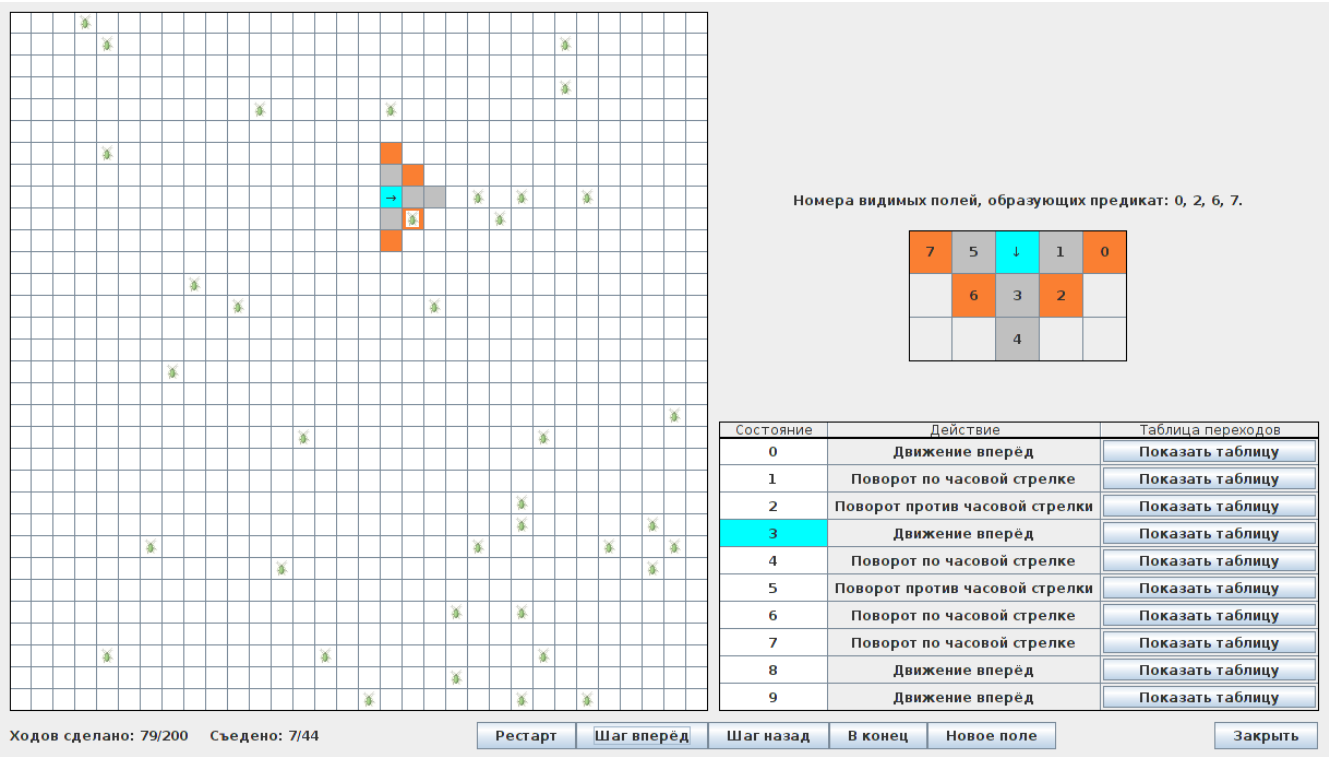 →
Номера видимых полей, образующих предикат: 0, 2, 6, 7.
7 5 ↓ 1 0
6 3 2
4
Состояние Действие Таблица переходов
0 Движение вперёд Показать таблицу
1 Поворот по часовой стрелке Показать таблицу
2 Поворот против часовой стрелки Показать таблицу
3 Движение вперёд Показать таблицу
4 Поворот по часовой стрелке Показать таблицу
5 Поворот против часовой стрелки Показать таблицу
6 Поворот по часовой стрелке Показать таблицу
7 Поворот по часовой стрелке Показать таблицу
8 Движение вперёд Показать таблицу
9 Движение вперёд Показать таблицу
Ходов сделано: 79/200 Съедено: 7/44 Рестарт Шаг вперёд Шаг назад В конец Новое поле Закрыть